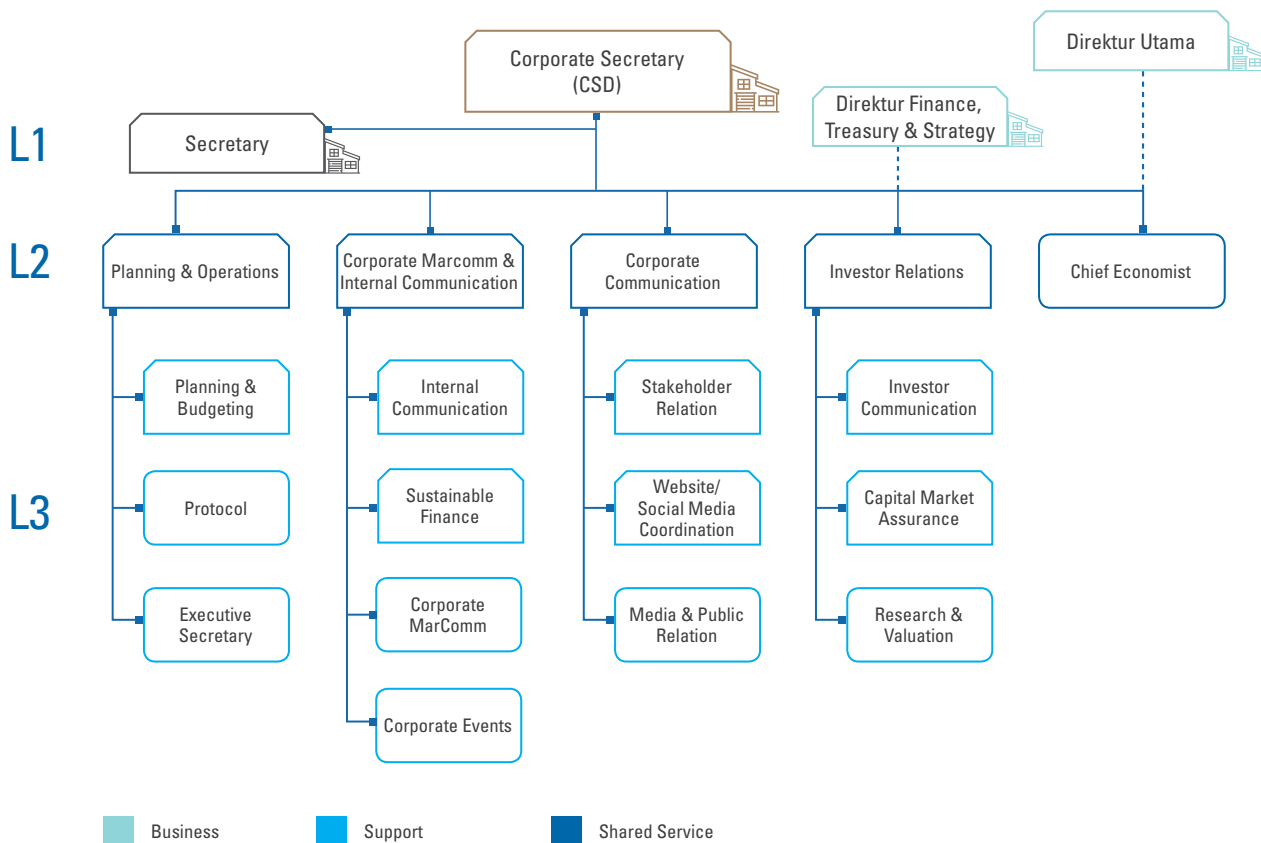 Corporate Secretary
(CSD)
Direktur Utama
Direktur Finance,
Treasury & Strategy
L1
Secretary
L2
Planning & Operations
Corporate Marcomm &
Internal Communication
Corporate
Communication
Investor Relations
Chief Economist
L3
Planning &
Budgeting
Protocol
Executive
Secretary
Internal
Communication
Sustainable
Finance
Corporate
MarComm
Corporate Events
Stakeholder
Relation
Website/
Social Media
Coordination
Media & Public
Relation
Investor
Communication
Capital Market
Assurance
Research &
Valuation
Business
Support
Shared Service